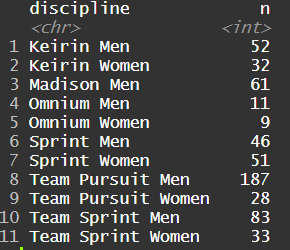 discipline n
<chr> <int>
1 Keirin Men 52
2 Keirin Women 32
3 Madison Men 61
4 Omnium Men 11
5 Omnium Women 9
6 Sprint Men 46
7 Sprint Women 51
8 Team Pursuit Men 187
9 Team Pursuit Women 28
10 Team Sprint Men 83
11 Team Sprint Women 33